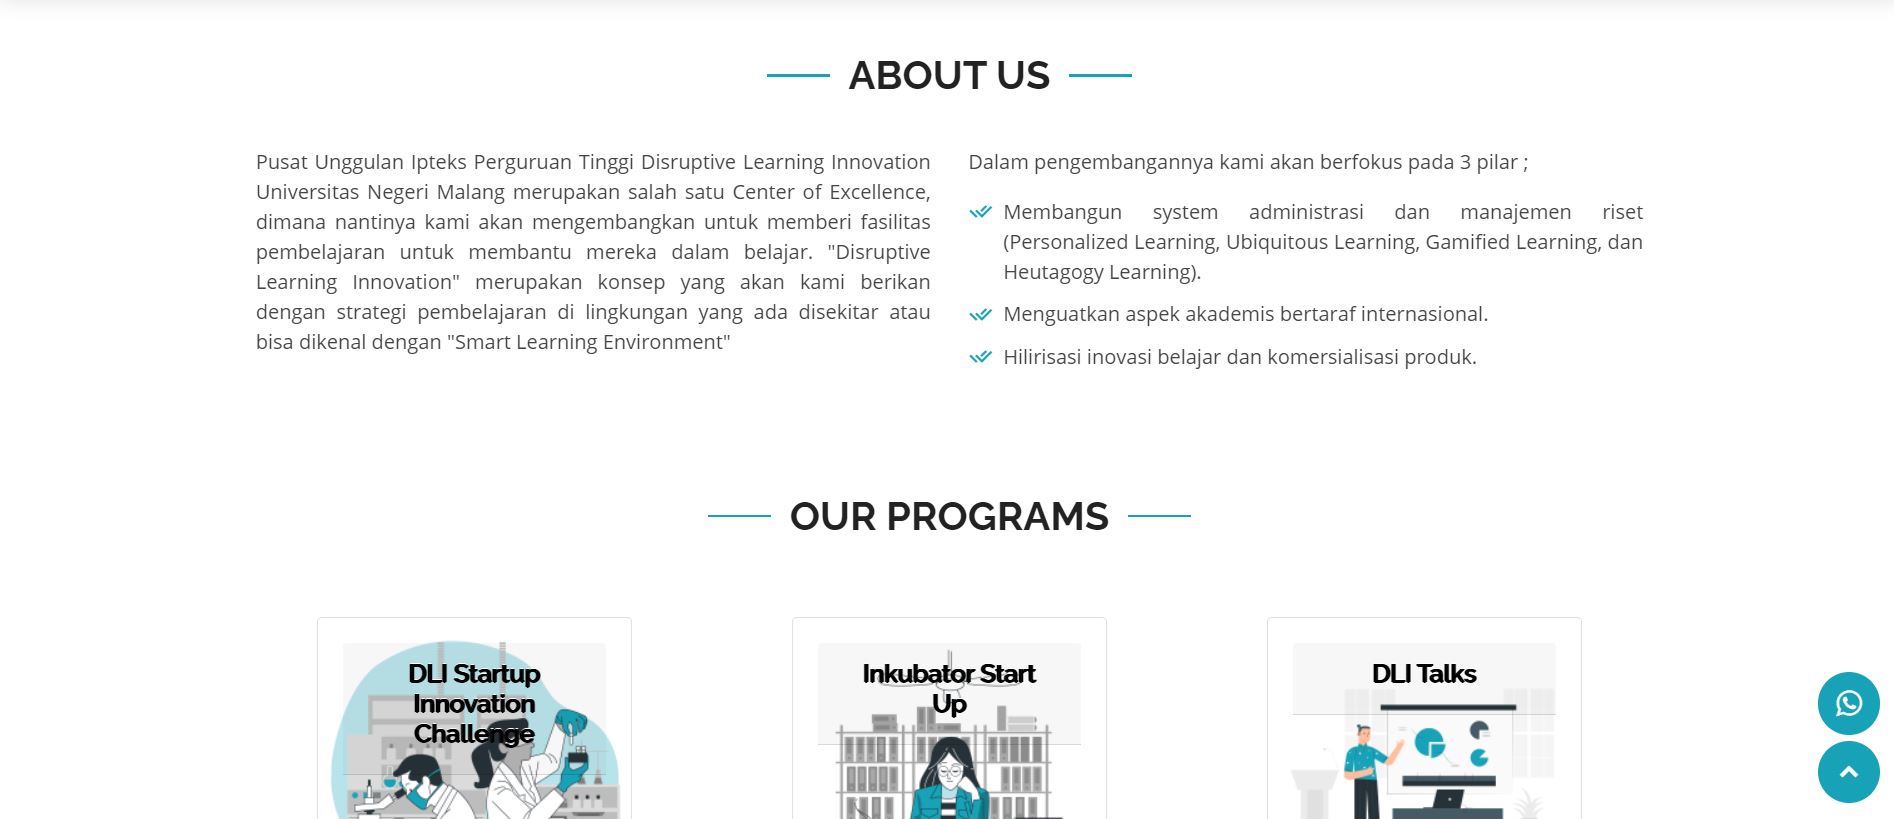 ABOUT US
Pusat Unggulan Ipteks Perguruan Tinggi Disruptive Learning Innovation
Universitas Negeri Malang merupakan salah satu Center of Excellence,
dimana nantinya kami akan mengembangkan untuk memberi fasilitas
pembelajaran untuk membantu mereka dalam belajar. "Disruptive
Learning Innovation" merupakan konsep yang akan kami berikan
dengan strategi pembelajaran di lingkungan yang ada disekitar atau
bisa dikenal dengan "Smart Learning Environment"
Dalam pengembangannya kami akan berfokus pada 3 pilar ;
Membangun system administrasi dan manajemen riset
(Personalized Learning, Ubiquitous Learning, Gamified Learning, dan
Heutagogy Learning).
Menguatkan aspek akademis bertaraf internasional.
Hilirisasi inovasi belajar dan komersialisasi produk.
OUR PROGRAMS
DLI Startup
Innovation
Challenge
Inkubator Start
Up
DLI Talks